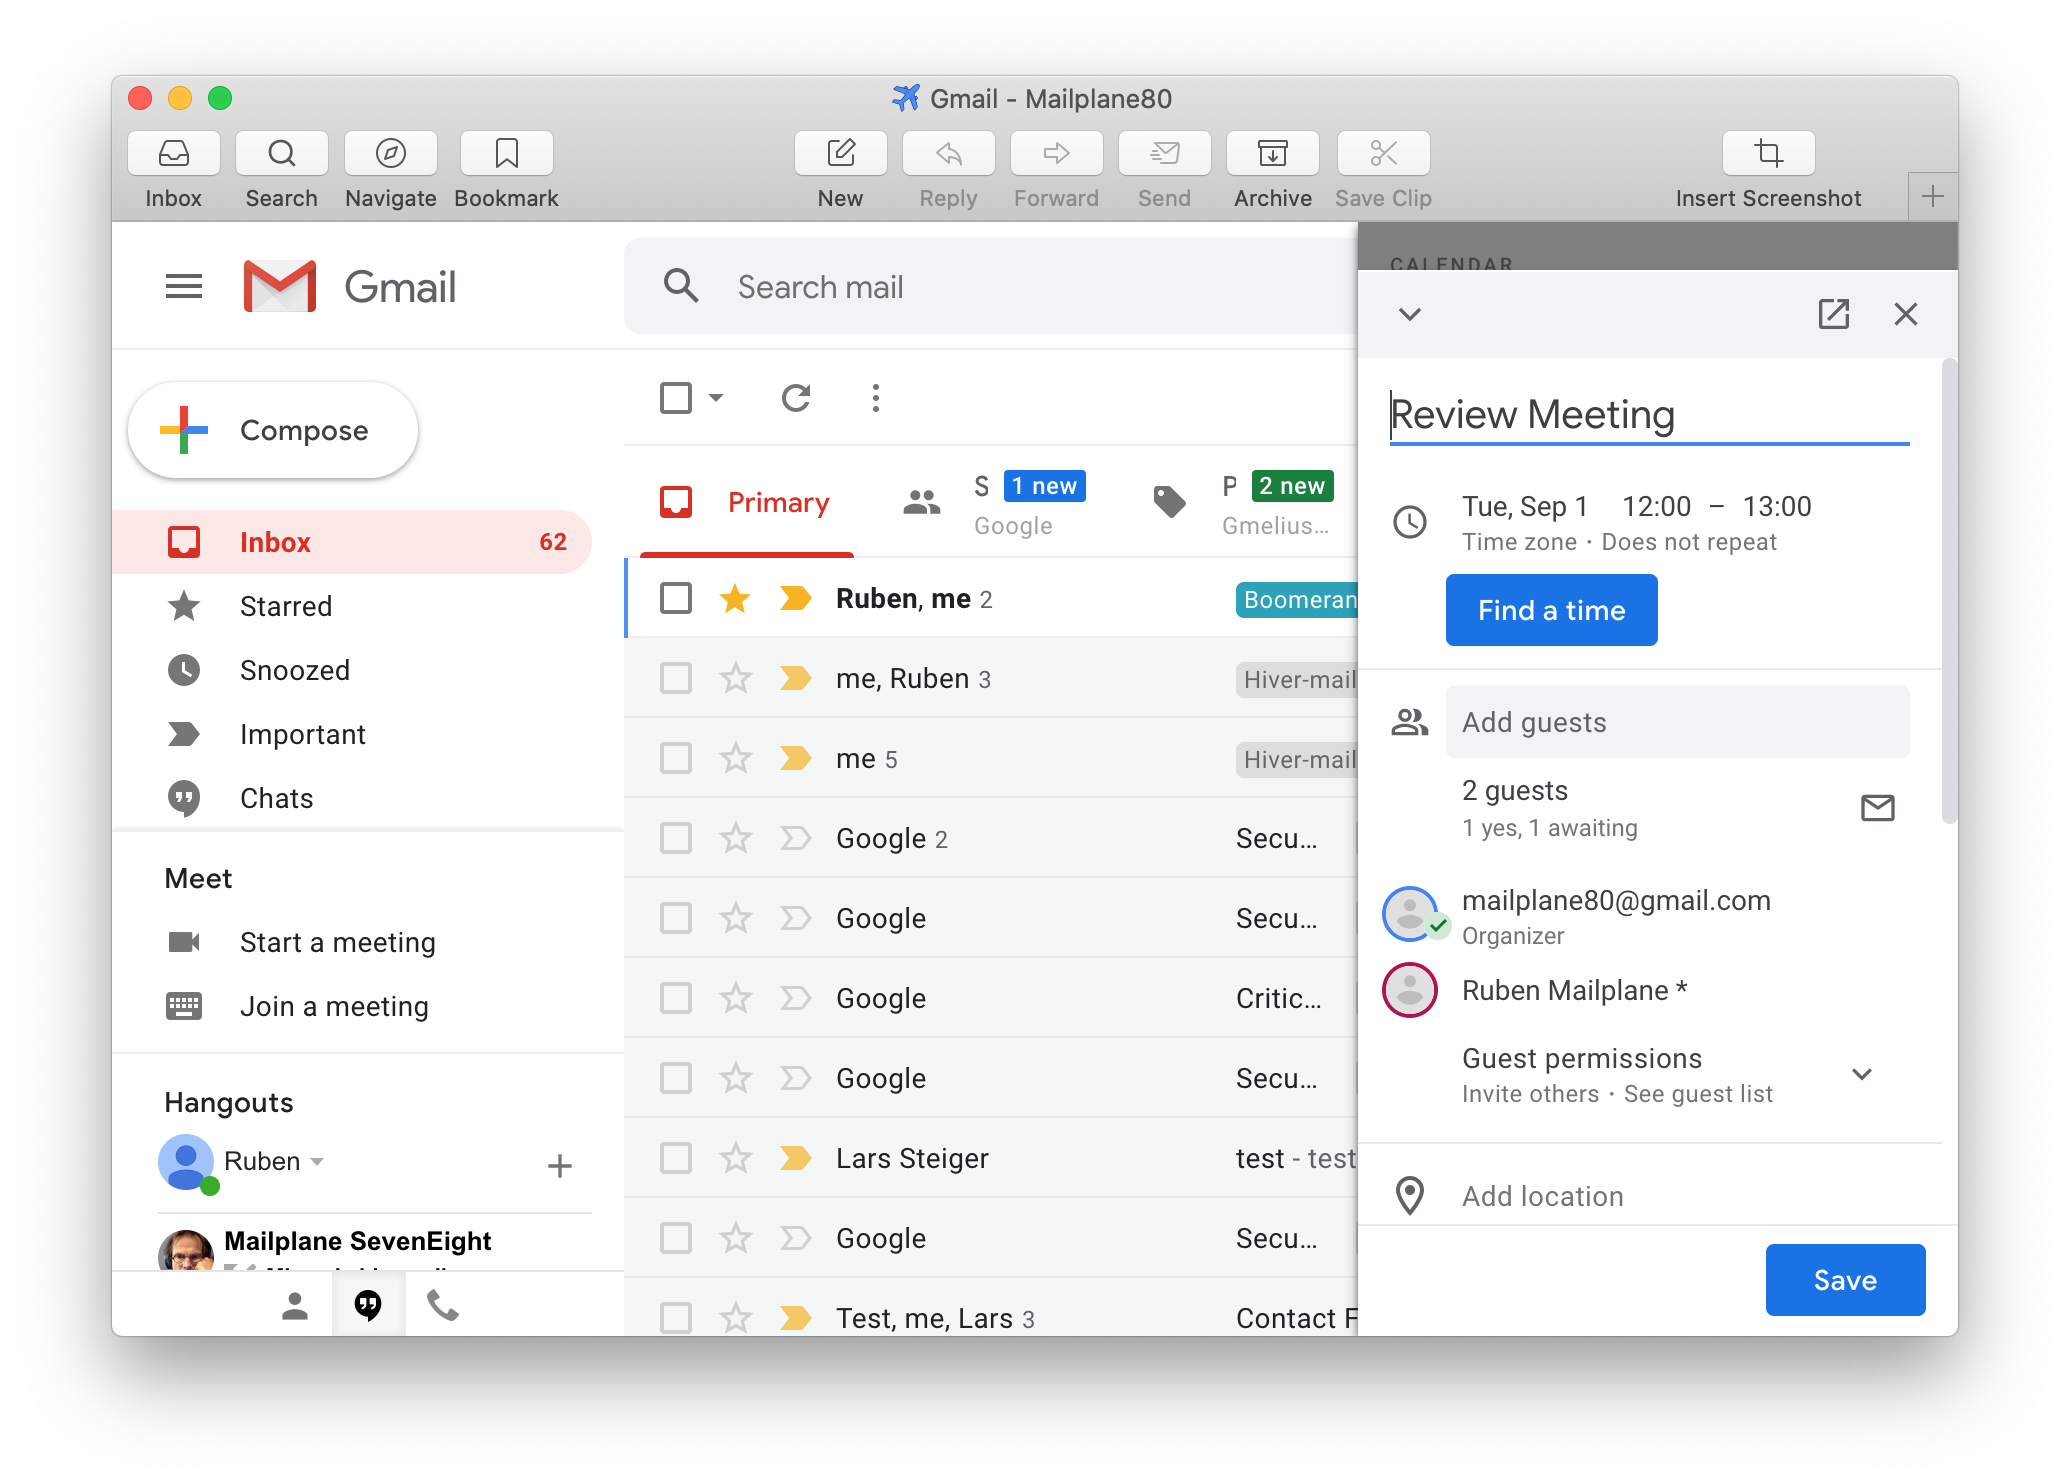 Gmail - Mailplane80
Inbox
Search
Navigate
Bookmark
New
Reply
Forward
Send
Archive
Save Clip
Insert Screenshot
Gmail
Search mail
Compose
Inbox 62
Starred
Snoozed
Important
Chats
Meet
Start a meeting
Join a meeting
Hangouts
Ruben
Mailplane SevenEight
Primary
S 1 new
Google
P 2 new
Gmelius...
Ruben, me 2 Boomeran
me, Ruben 3 Hiver-mail
me 5 Hiver-mail
Google 2 Secu...
Google Secu...
Google Critic...
Google Secu...
Lars Steiger test - test
Google Secu...
Test, me, Lars 3 Contact F
CALENDAR
Review Meeting
Tue, Sep 1 12:00 – 13:00
Time zone · Does not repeat
Find a time
Add guests
2 guests
1 yes, 1 awaiting
mailplane80@gmail.com
Organizer
Ruben Mailplane *
Guest permissions
Invite others · See guest list
Add location
Save